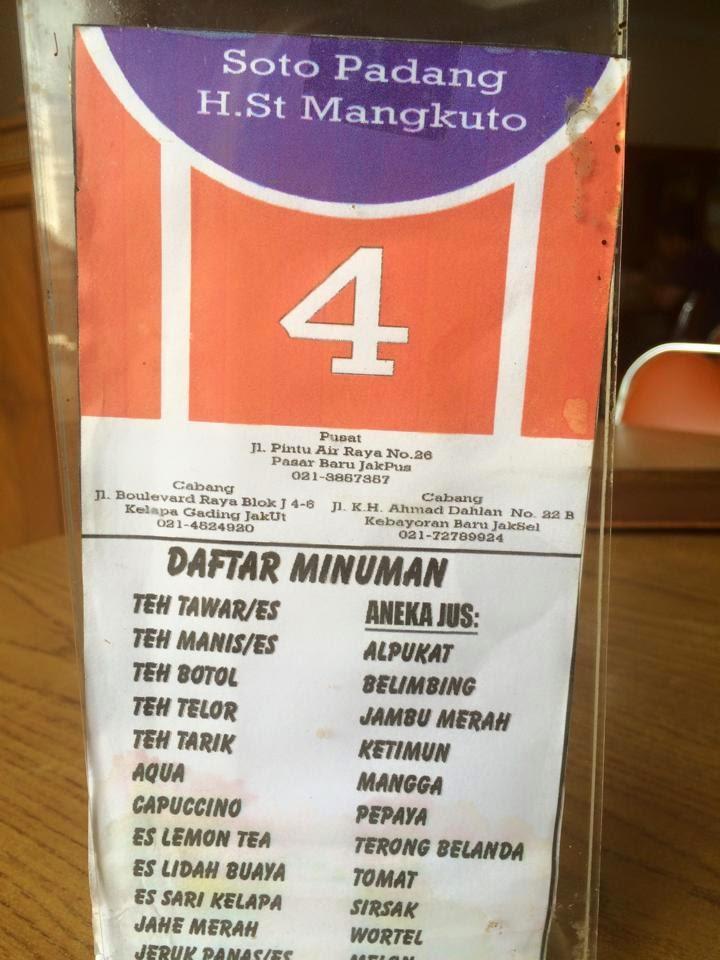 Soto Padang
H.St Mangkuto
4
Pusat
Jl. Pintu Air Raya No.26
Pasar Baru JakPus
021-3857357
Cabang
Jl. Boulevard Raya Blok J 4-6
Kelapa Gading JakUt
021-4524920
Cabang
Jl. K.H. Ahmad Dahlan No. 22 B
Kebayoran Baru JakSel
021-72789924
DAFTAR MINUMAN
TEH TAWAR/ES
TEH MANIS/ES
TEH BOTOL
TEH TELOR
TEH TARIK
AQUA
CAPUCCINO
ES LEMON TEA
ES LIDAH BUAYA
ES SARI KELAPA
JAHE MERAH
JERUK PANAS/ES
ANEKA JUS:
ALPUKAT
BELIMBING
JAMBU MERAH
KETIMUN
MANGGA
PEPAYA
TERONG BELANDA
TOMAT
SIRSAK
WORTEL
MELON